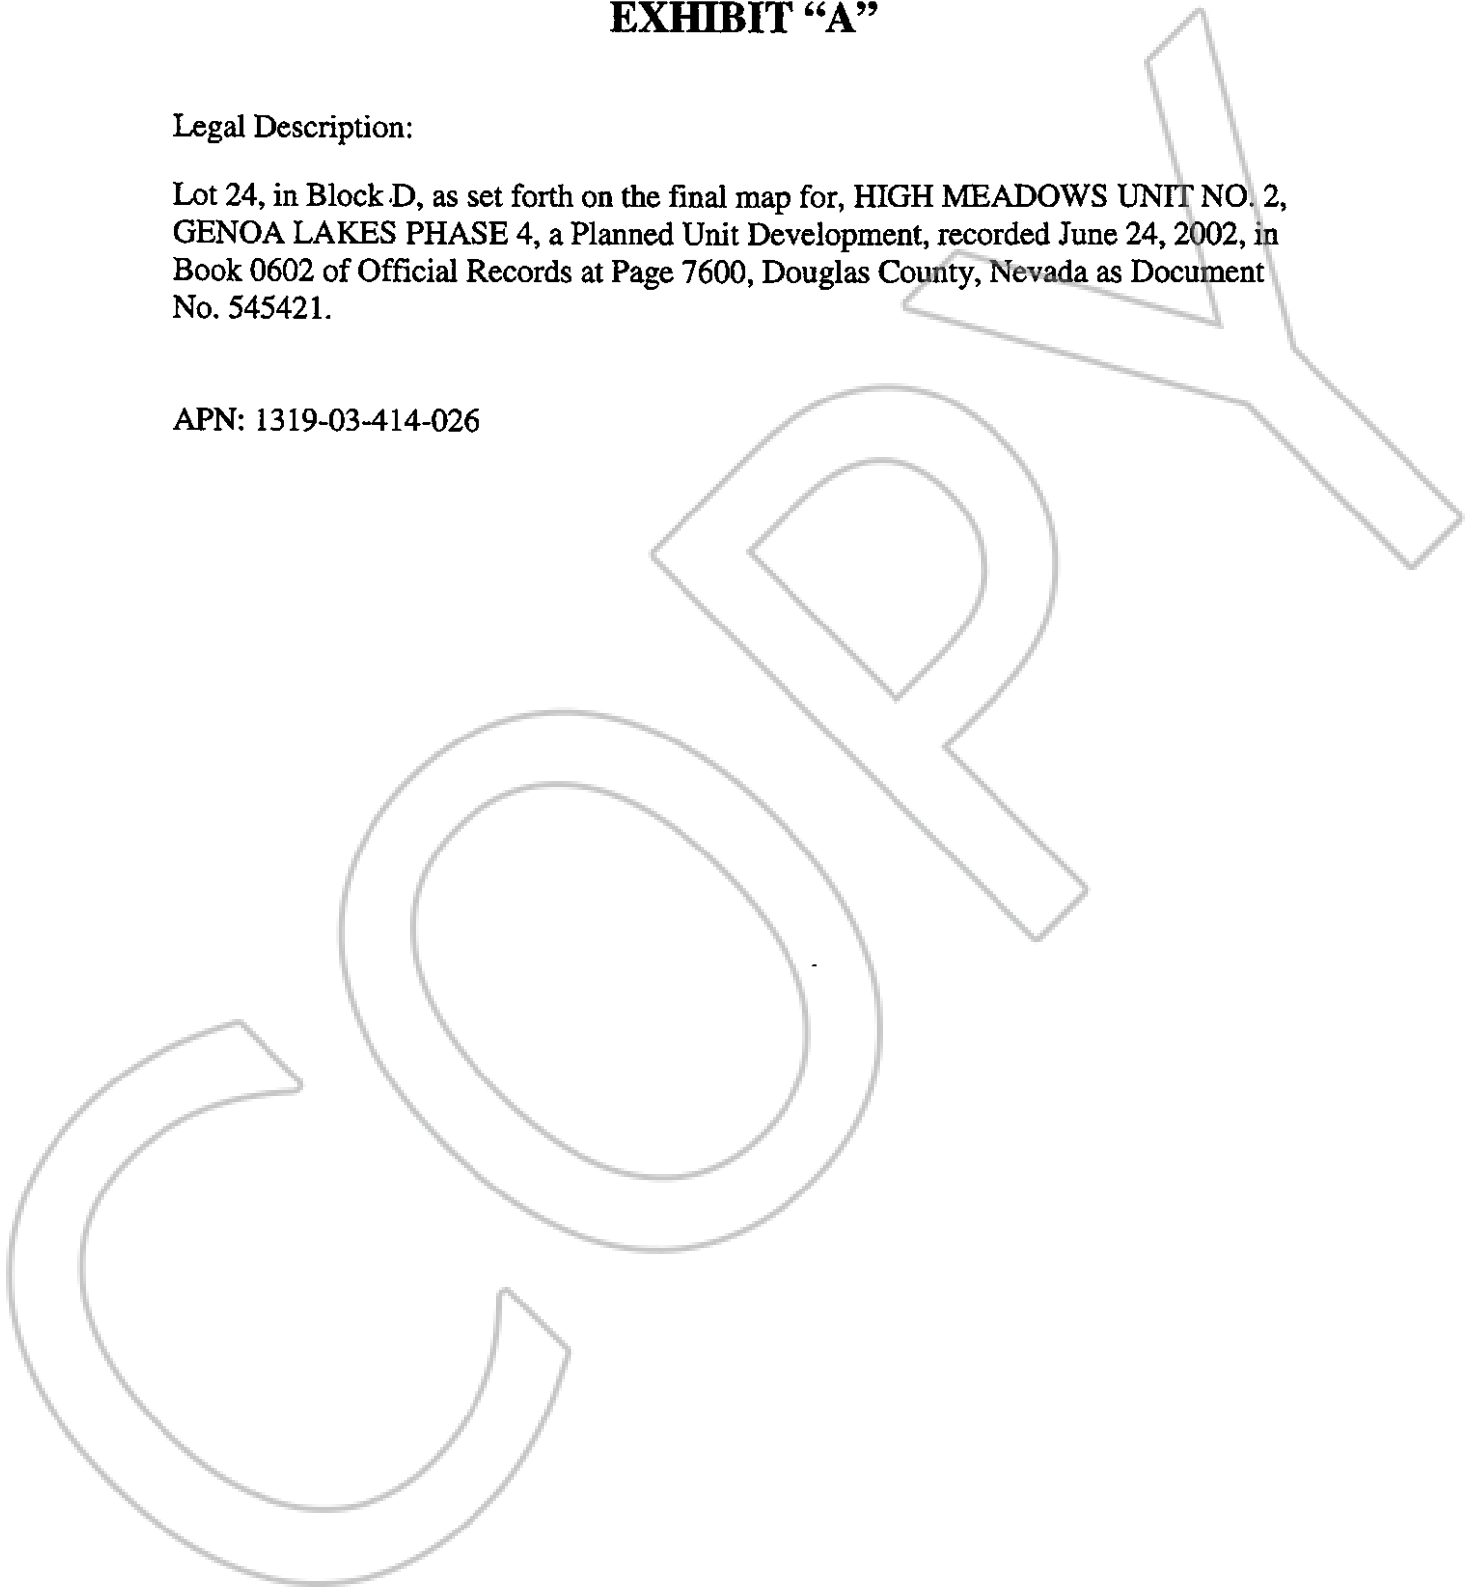 EXHIBIT “A”
Legal Description:
Lot 24, in Block D, as set forth on the final map for, HIGH MEADOWS UNIT NO. 2,
GENOA LAKES PHASE 4, a Planned Unit Development, recorded June 24, 2002, in
Book 0602 of Official Records at Page 7600, Douglas County, Nevada as Document
No. 545421.
APN: 1319-03-414-026
COPY